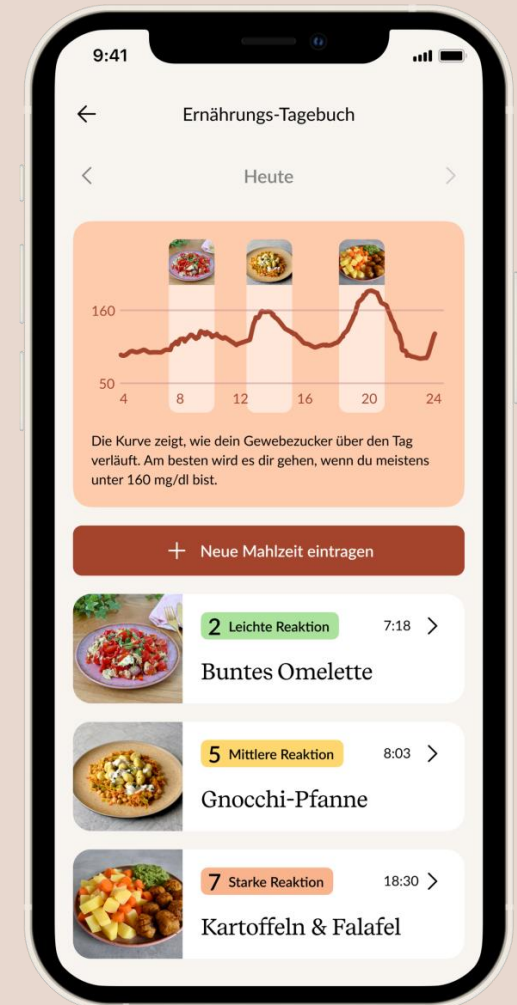 9:41
Ernährungs-Tagebuch
Heute
160
50
4 8 12 16 20 24
Die Kurve zeigt, wie dein Gewebezucker über den Tag
verläuft. Am besten wird es dir gehen, wenn du meistens
unter 160 mg/dl bist.
+ Neue Mahlzeit eintragen
2 Leichte Reaktion 7:18
Buntes Omelette
5 Mittlere Reaktion 8:03
Gnocchi-Pfanne
7 Starke Reaktion 18:30
Kartoffeln & Falafel